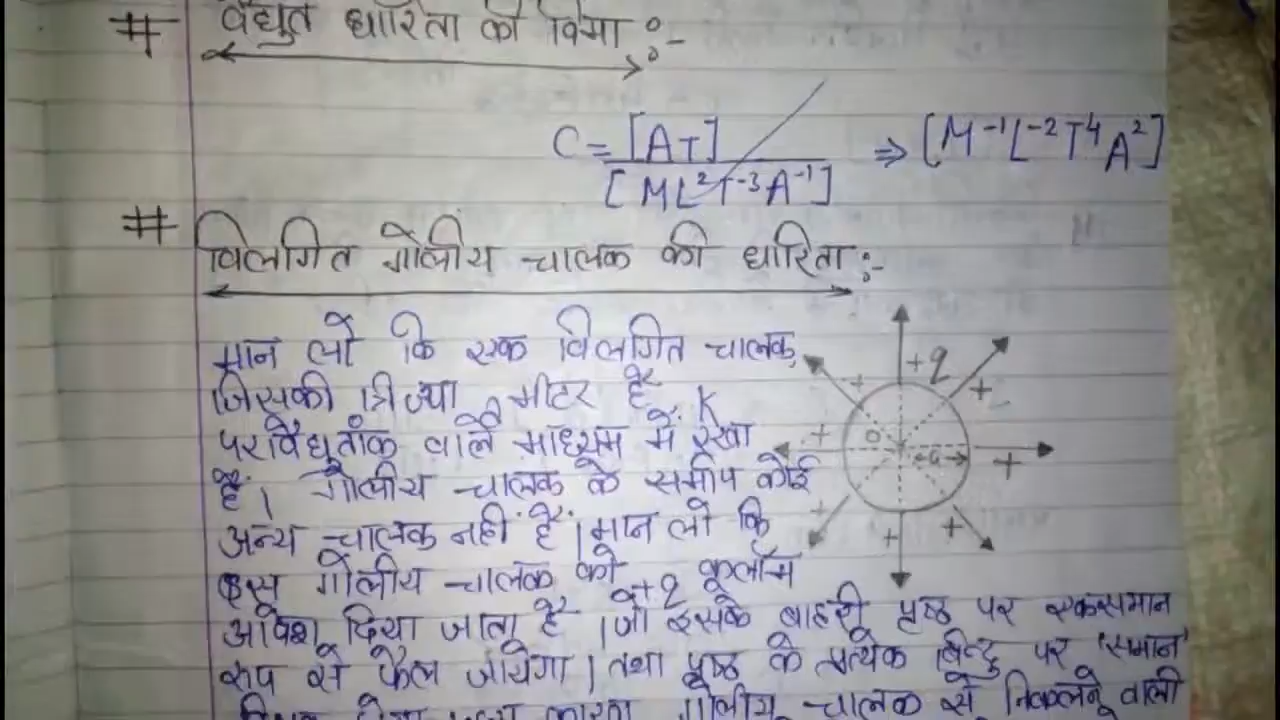 # वैद्युत धारिता की विमा :-
C = [AT] / [ML²T⁻³A⁻¹] ⇒ [M⁻¹L⁻²T⁴A²]
# विलगित गोलीय चालक की धारिता :-
मान लो कि एक विलगित चालक,
जिसकी त्रिज्या a मीटर है, K
परावैद्युतांक वाले माध्यम में रखा
है। गोलीय चालक के समीप कोई
अन्य चालक नहीं है। मान लो कि
इस गोलीय चालक को +q कूलॉम
आवेश दिया जाता है। जो इसके बाहरी पृष्ठ पर एकसमान
रूप से फैल जायेगा। तथा पृष्ठ के प्रत्येक बिन्दु पर 'समान'
गोलीय चालक से निकलने वाली
+q
+ + + + + + +
O
a